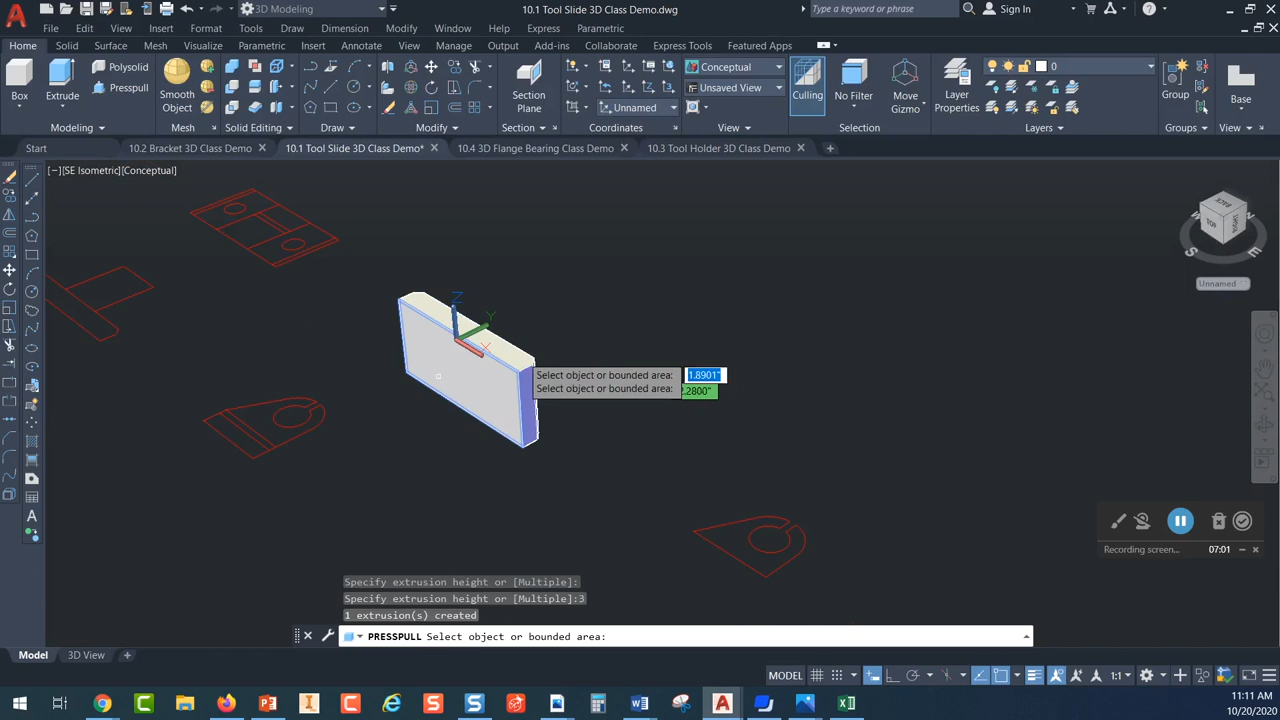 3D Modeling
10.1 Tool Slide 3D Class Demo.dwg
Type a keyword or phrase
Sign In
File Edit View Insert Format Tools Draw Dimension Modify Window Help Express Parametric
Home Solid Surface Mesh Visualize Parametric Insert Annotate View Manage Output Add-ins Collaborate Express Tools Featured Apps
Box
Extrude
Polysolid
Presspull
Smooth
Object
Section
Plane
Unnamed
Conceptual
Unsaved View
Culling
No Filter
Move
Gizmo
Layer
Properties
0
Group
Base
Modeling Mesh Solid Editing Draw Modify Section Coordinates View Selection Layers Groups View
Start 10.2 Bracket 3D Class Demo 10.1 Tool Slide 3D Class Demo* 10.4 3D Flange Bearing Class Demo 10.3 Tool Holder 3D Class Demo
[−][SE Isometric][Conceptual]
BACK
TOP
RIGHT
N
S
E
Unnamed
Z
Y
X
Select object or bounded area: 1.8901"
Select object or bounded area: .2800"
Recording screen... 07:01
Specify extrusion height or [Multiple]:
Specify extrusion height or [Multiple]:3
1 extrusion(s) created
PRESSPULL Select object or bounded area:
Model 3D View
MODEL
1:1
11:11 AM
10/20/2020